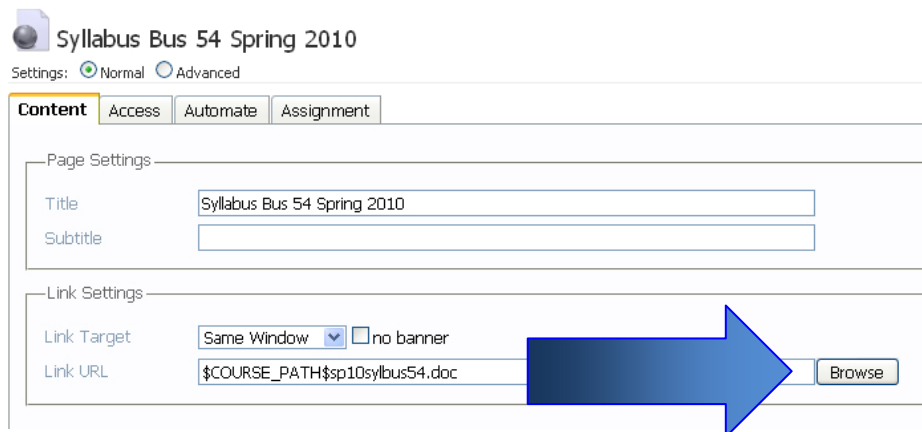 Syllabus Bus 54 Spring 2010
Settings: Normal Advanced
Content Access Automate Assignment
Page Settings
Title Syllabus Bus 54 Spring 2010
Subtitle
Link Settings
Link Target Same Window no banner
Link URL $COURSE_PATH$sp10sylbus54.doc Browse